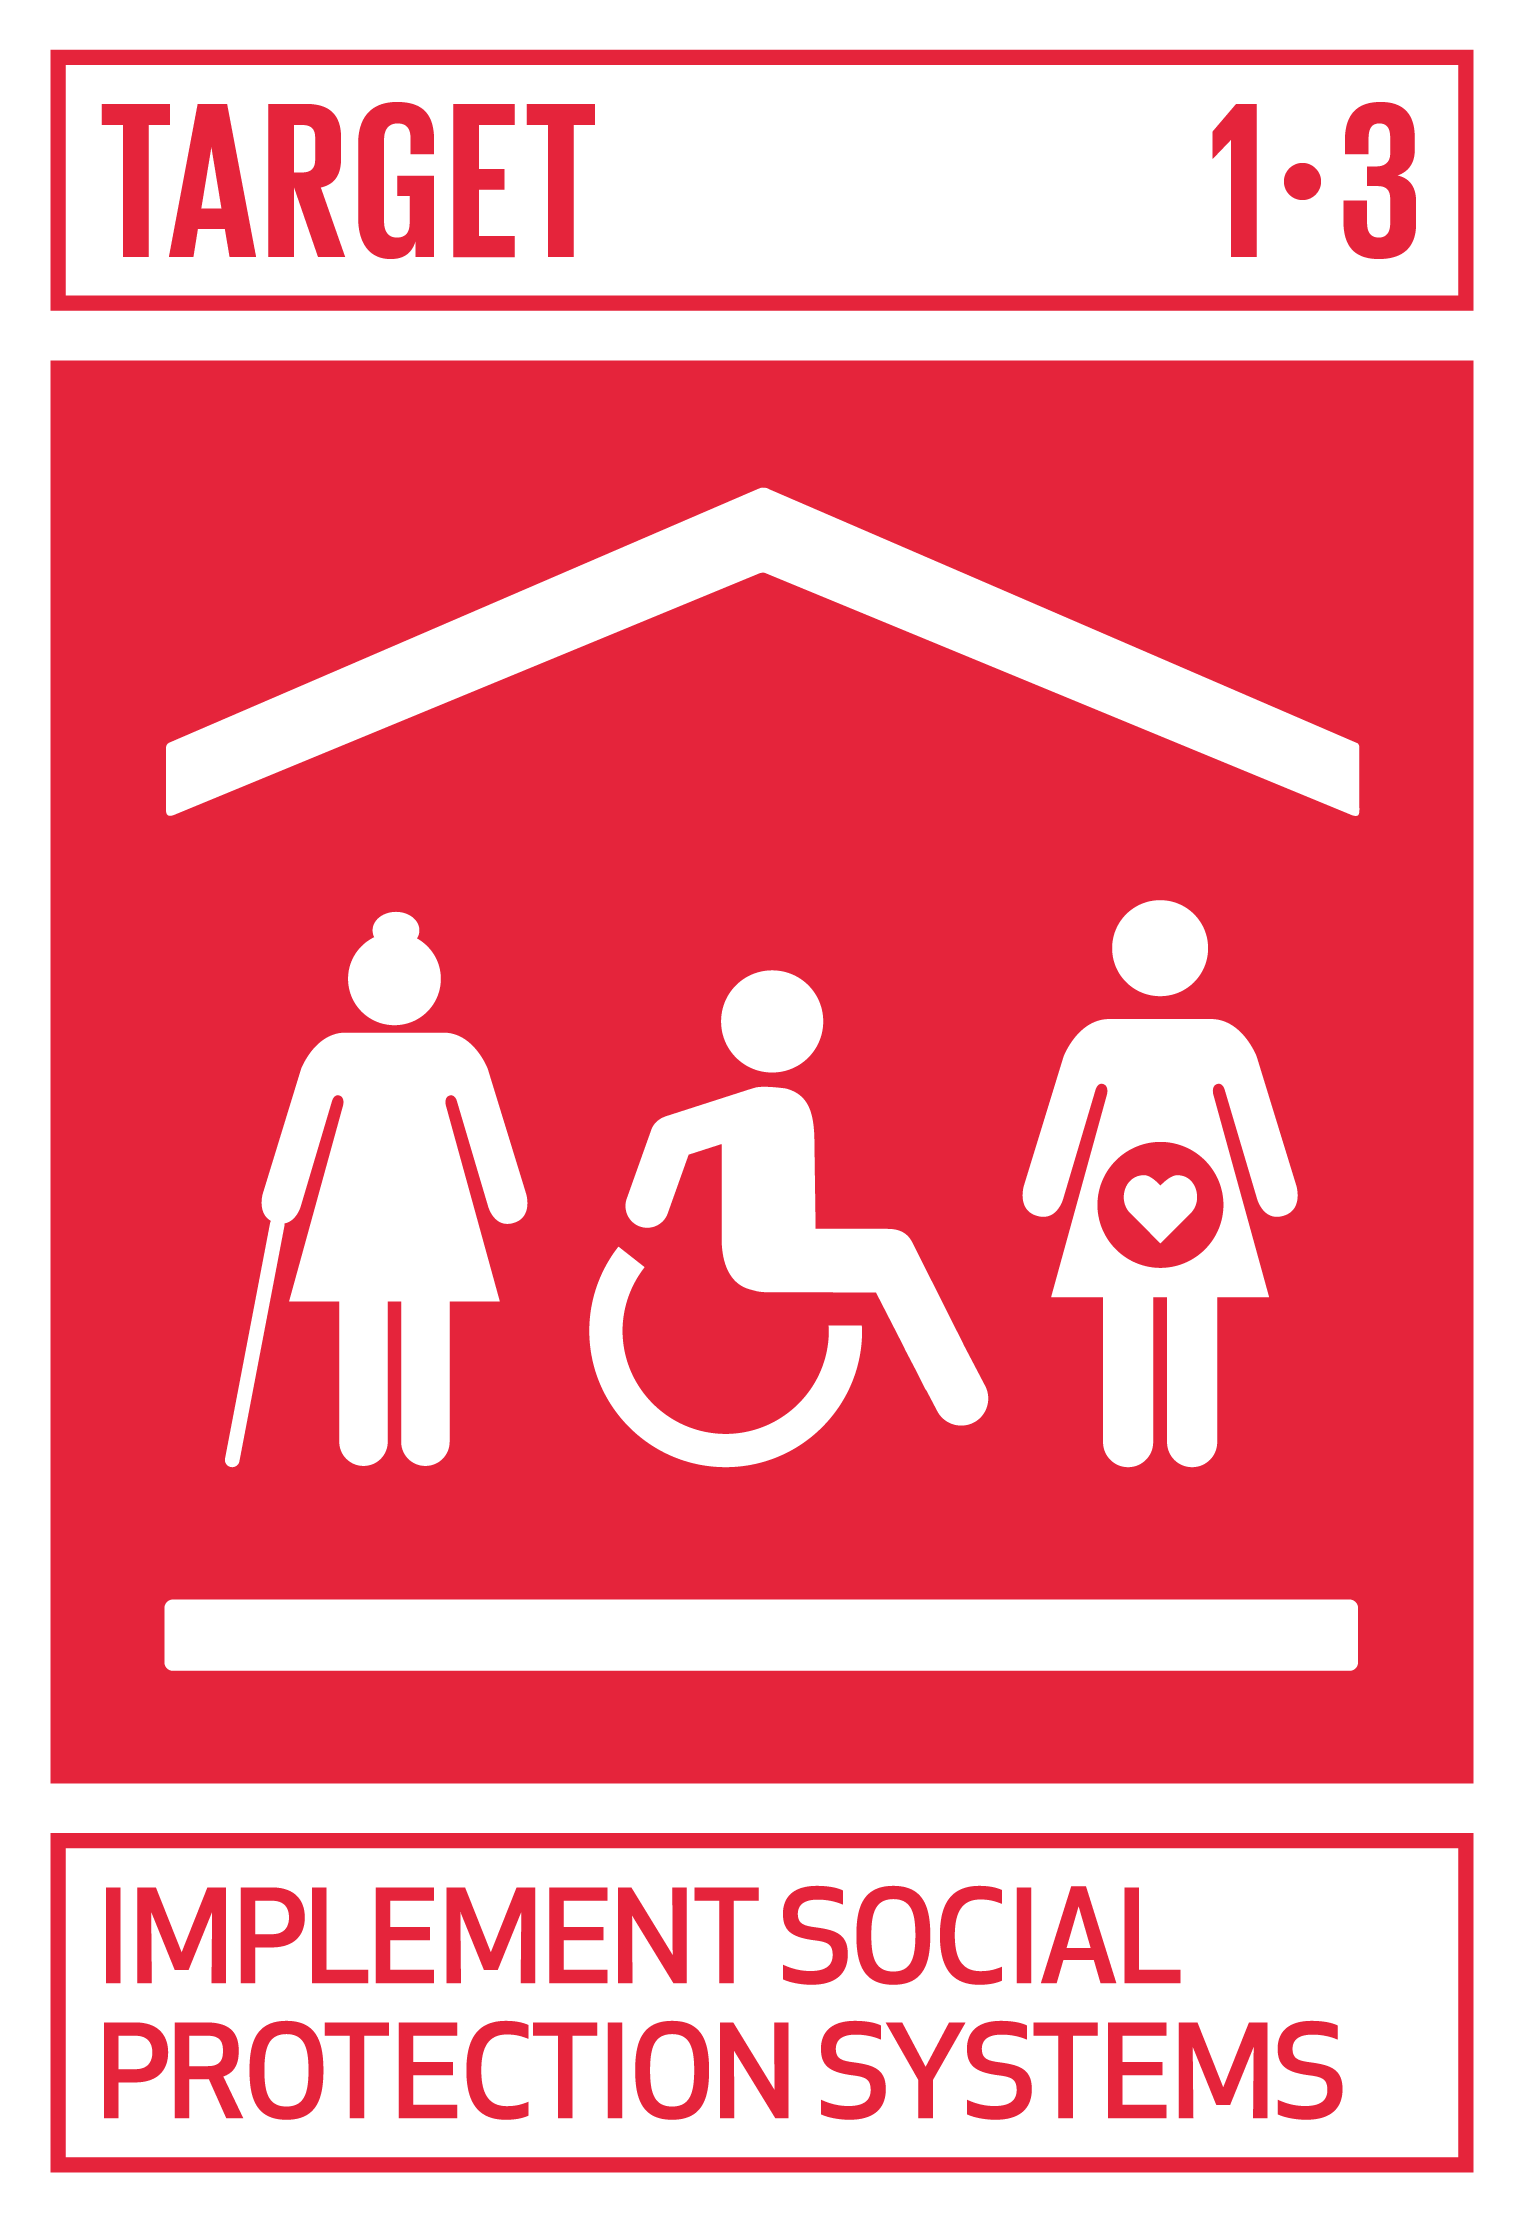 TARGET 1•3
IMPLEMENT SOCIAL
PROTECTION SYSTEMS